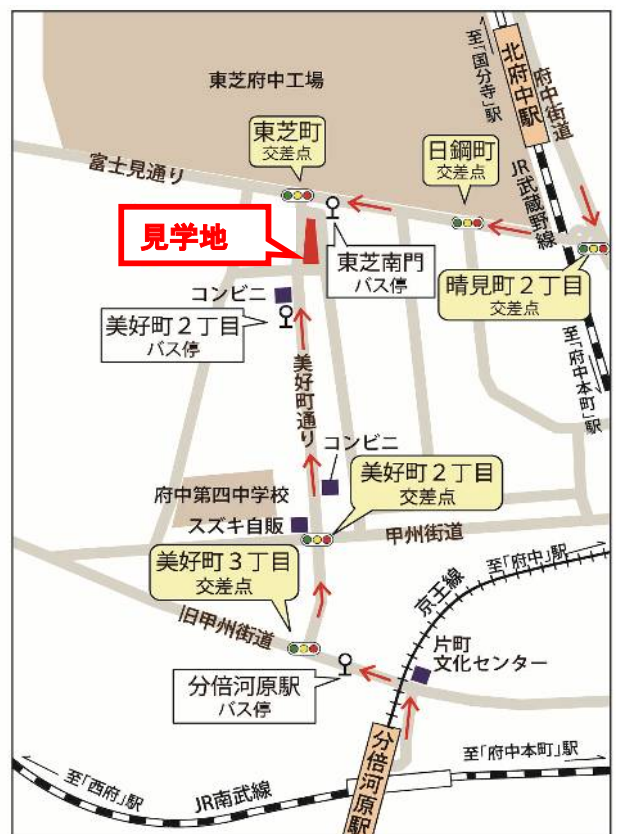 東芝府中工場
至「国分寺」駅
北府中駅
府中街道
東芝町
交差点
日鋼町
交差点
富士見通り
JR武蔵野線
見学地
東芝南門
バス停
晴見町2丁目
交差点
コンビニ
美好町2丁目
バス停
至「府中本町」駅
美好町通り
コンビニ
美好町2丁目
交差点
府中第四中学校
スズキ自販
甲州街道
美好町3丁目
交差点
至「府中」駅
京王線
旧甲州街道
片町
文化センター
分倍河原駅
バス停
分倍河原駅
至「府中本町」駅
至「西府」駅
JR南武線